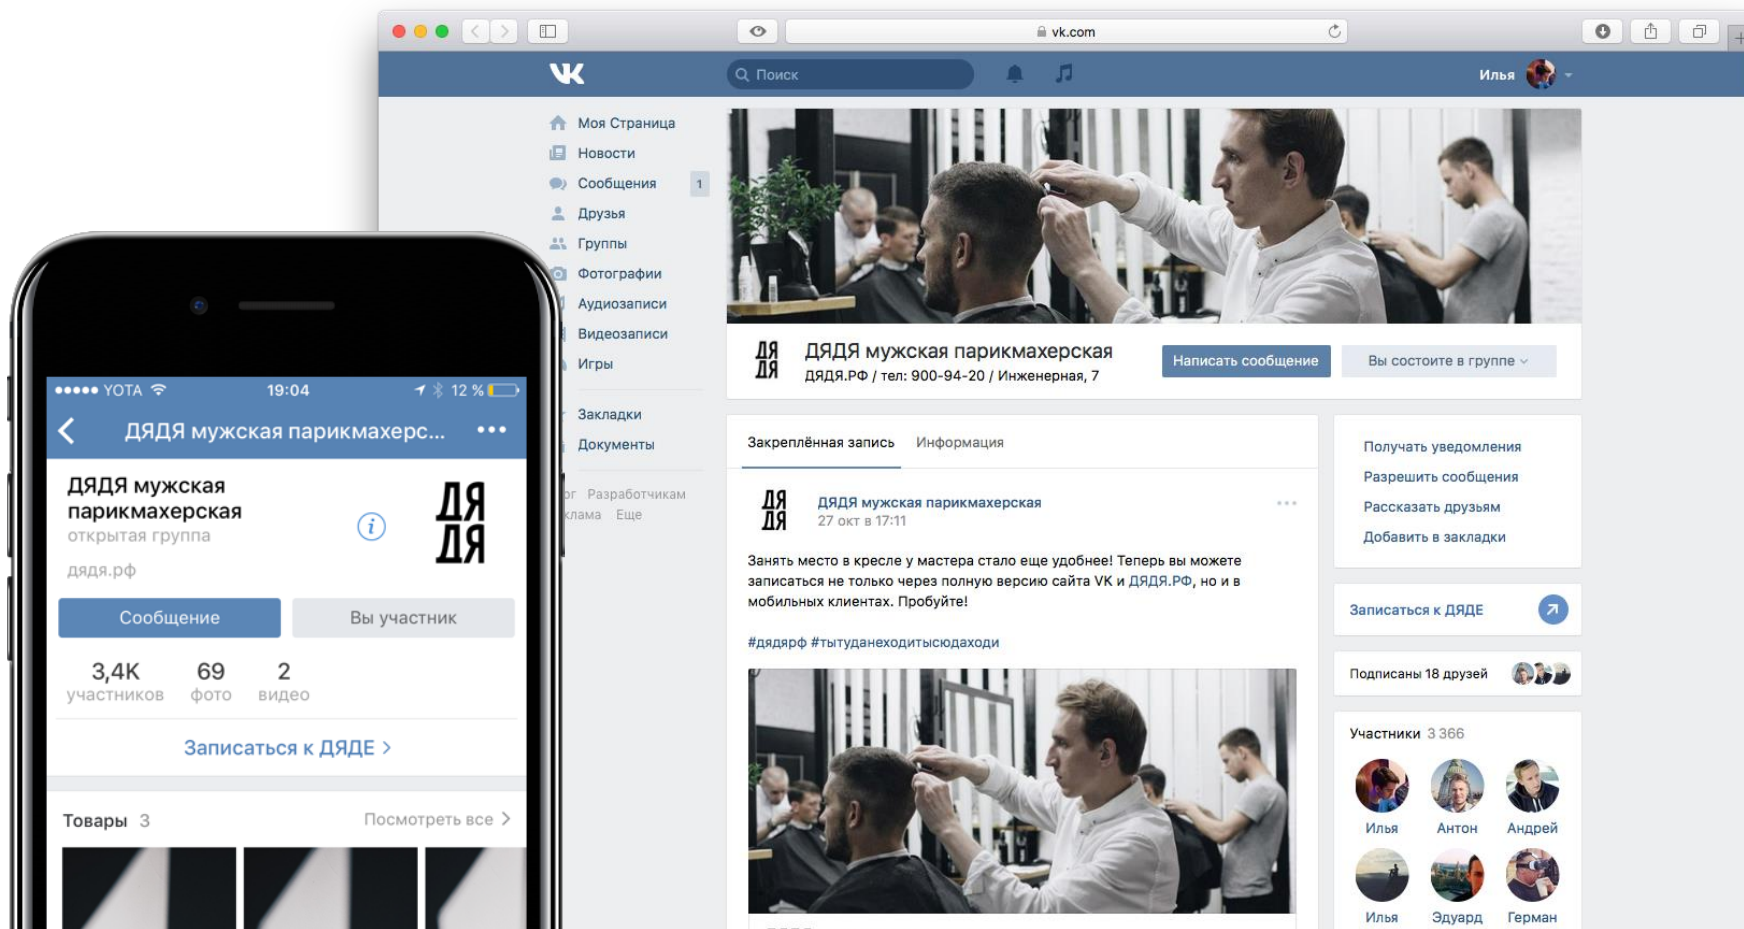 vk.com
Поиск
Илья
Моя Страница
Новости
Сообщения 1
Друзья
Группы
Фотографии
Аудиозаписи
Видеозаписи
Игры
Закладки
Документы
Разработчикам
Еще
ДЯ
ДЯ
ДЯДЯ мужская парикмахерская
ДЯДЯ.РФ / тел: 900-94-20 / Инженерная, 7
Написать сообщение
Вы состоите в группе
Закреплённая запись Информация
ДЯ
ДЯ
ДЯДЯ мужская парикмахерская
27 окт в 17:11
Занять место в кресле у мастера стало еще удобнее! Теперь вы можете
записаться не только через полную версию сайта VK и ДЯДЯ.РФ, но и в
мобильных клиентах. Пробуйте!
#дядярф #тытуданеходитысюдаходи
Получать уведомления
Разрешить сообщения
Рассказать друзьям
Добавить в закладки
Записаться к ДЯДЕ
Подписаны 18 друзей
Участники 3 366
Илья Антон Андрей
Илья Эдуард Герман
YOTA 19:04 12 %
ДЯДЯ мужская парикмахерс...
ДЯДЯ мужская
парикмахерская
открытая группа
дядя.рф
ДЯ
ДЯ
Сообщение Вы участник
3,4K 69 2
участников фото видео
Записаться к ДЯДЕ >
Товары 3 Посмотреть все >